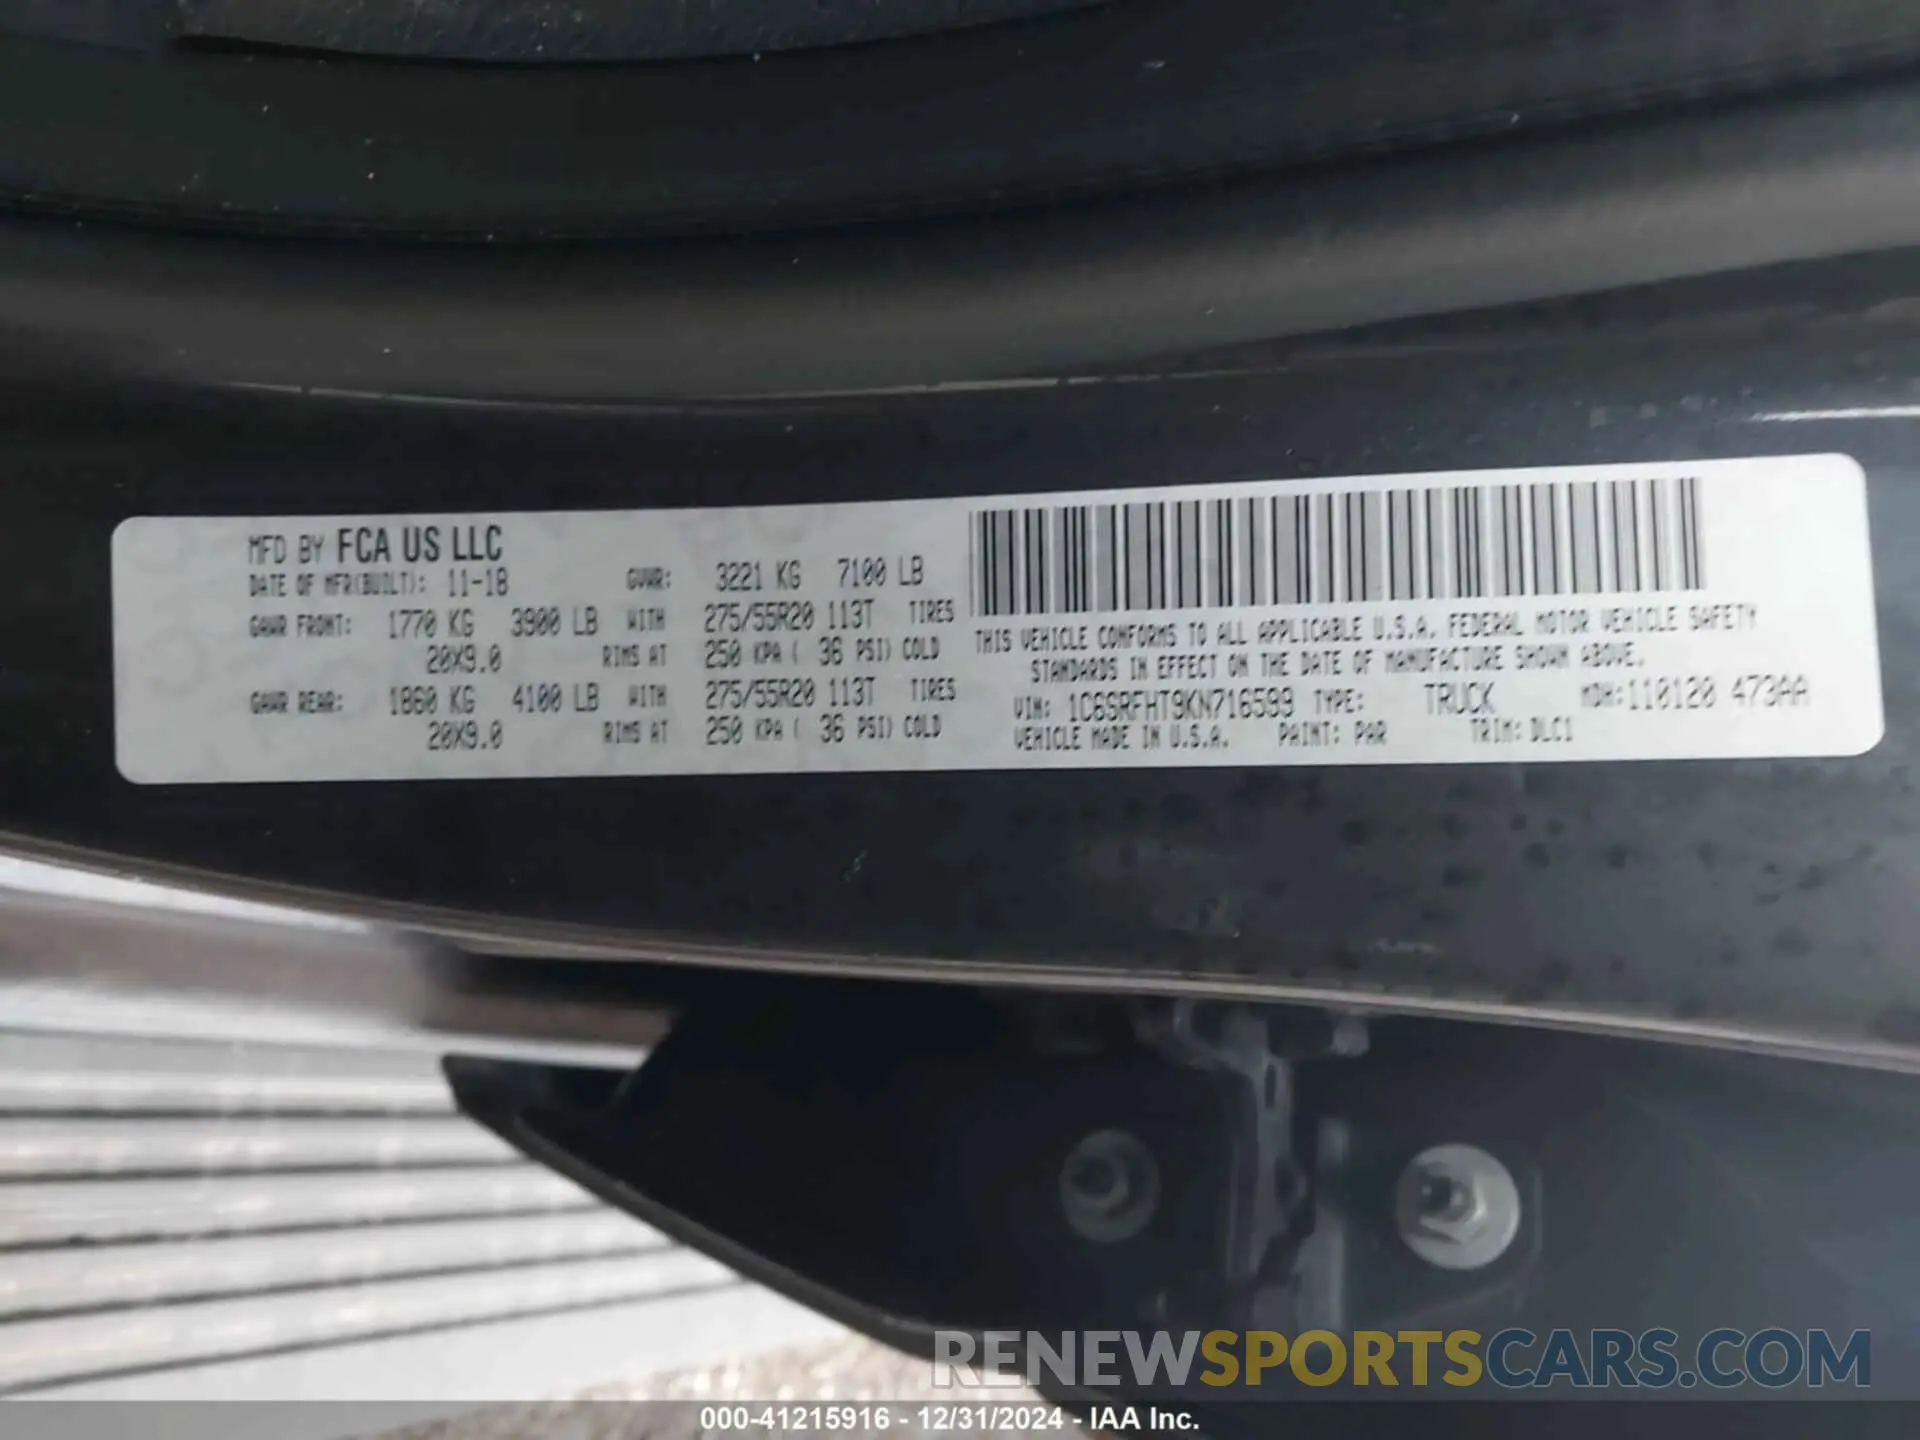 MFD BY FCA US LLC
DATE OF MFR(BUILT): 11-18 GVWR: 3221 KG 7100 LB
GAWR FRONT: 1770 KG 3900 LB WITH 275/55R20 113T TIRES
20X9.0 RIMS AT 250 KPA ( 36 PSI) COLD
GAWR REAR: 1860 KG 4100 LB WITH 275/55R20 113T TIRES
20X9.0 RIMS AT 250 KPA ( 36 PSI) COLD
THIS VEHICLE CONFORMS TO ALL APPLICABLE U.S.A. FEDERAL MOTOR VEHICLE SAFETY
STANDARDS IN EFFECT ON THE DATE OF MANUFACTURE SHOWN ABOVE.
VIN: 1C6SRFHT9KN716599 TYPE: TRUCK MDH: 110120 473AA
VEHICLE MADE IN U.S.A. PAINT: PAR TRIM: DLC1
RENEWSPORTSCARS.COM
000-41215916 - 12/31/2024 - IAA Inc.